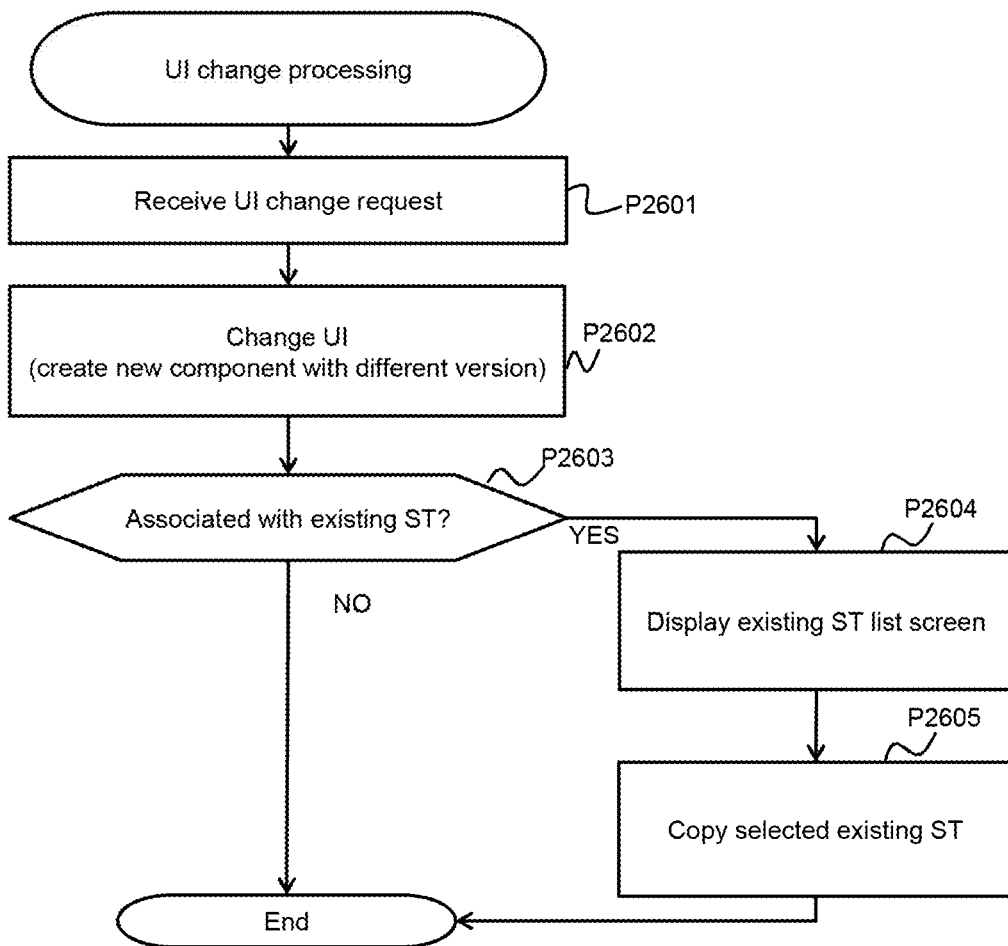 UI change processing
Receive UI change request
P2601
Change UI
(create new component with different version)
P2602
P2603
Associated with existing ST?
YES
NO
P2604
Display existing ST list screen
P2605
Copy selected existing ST
End